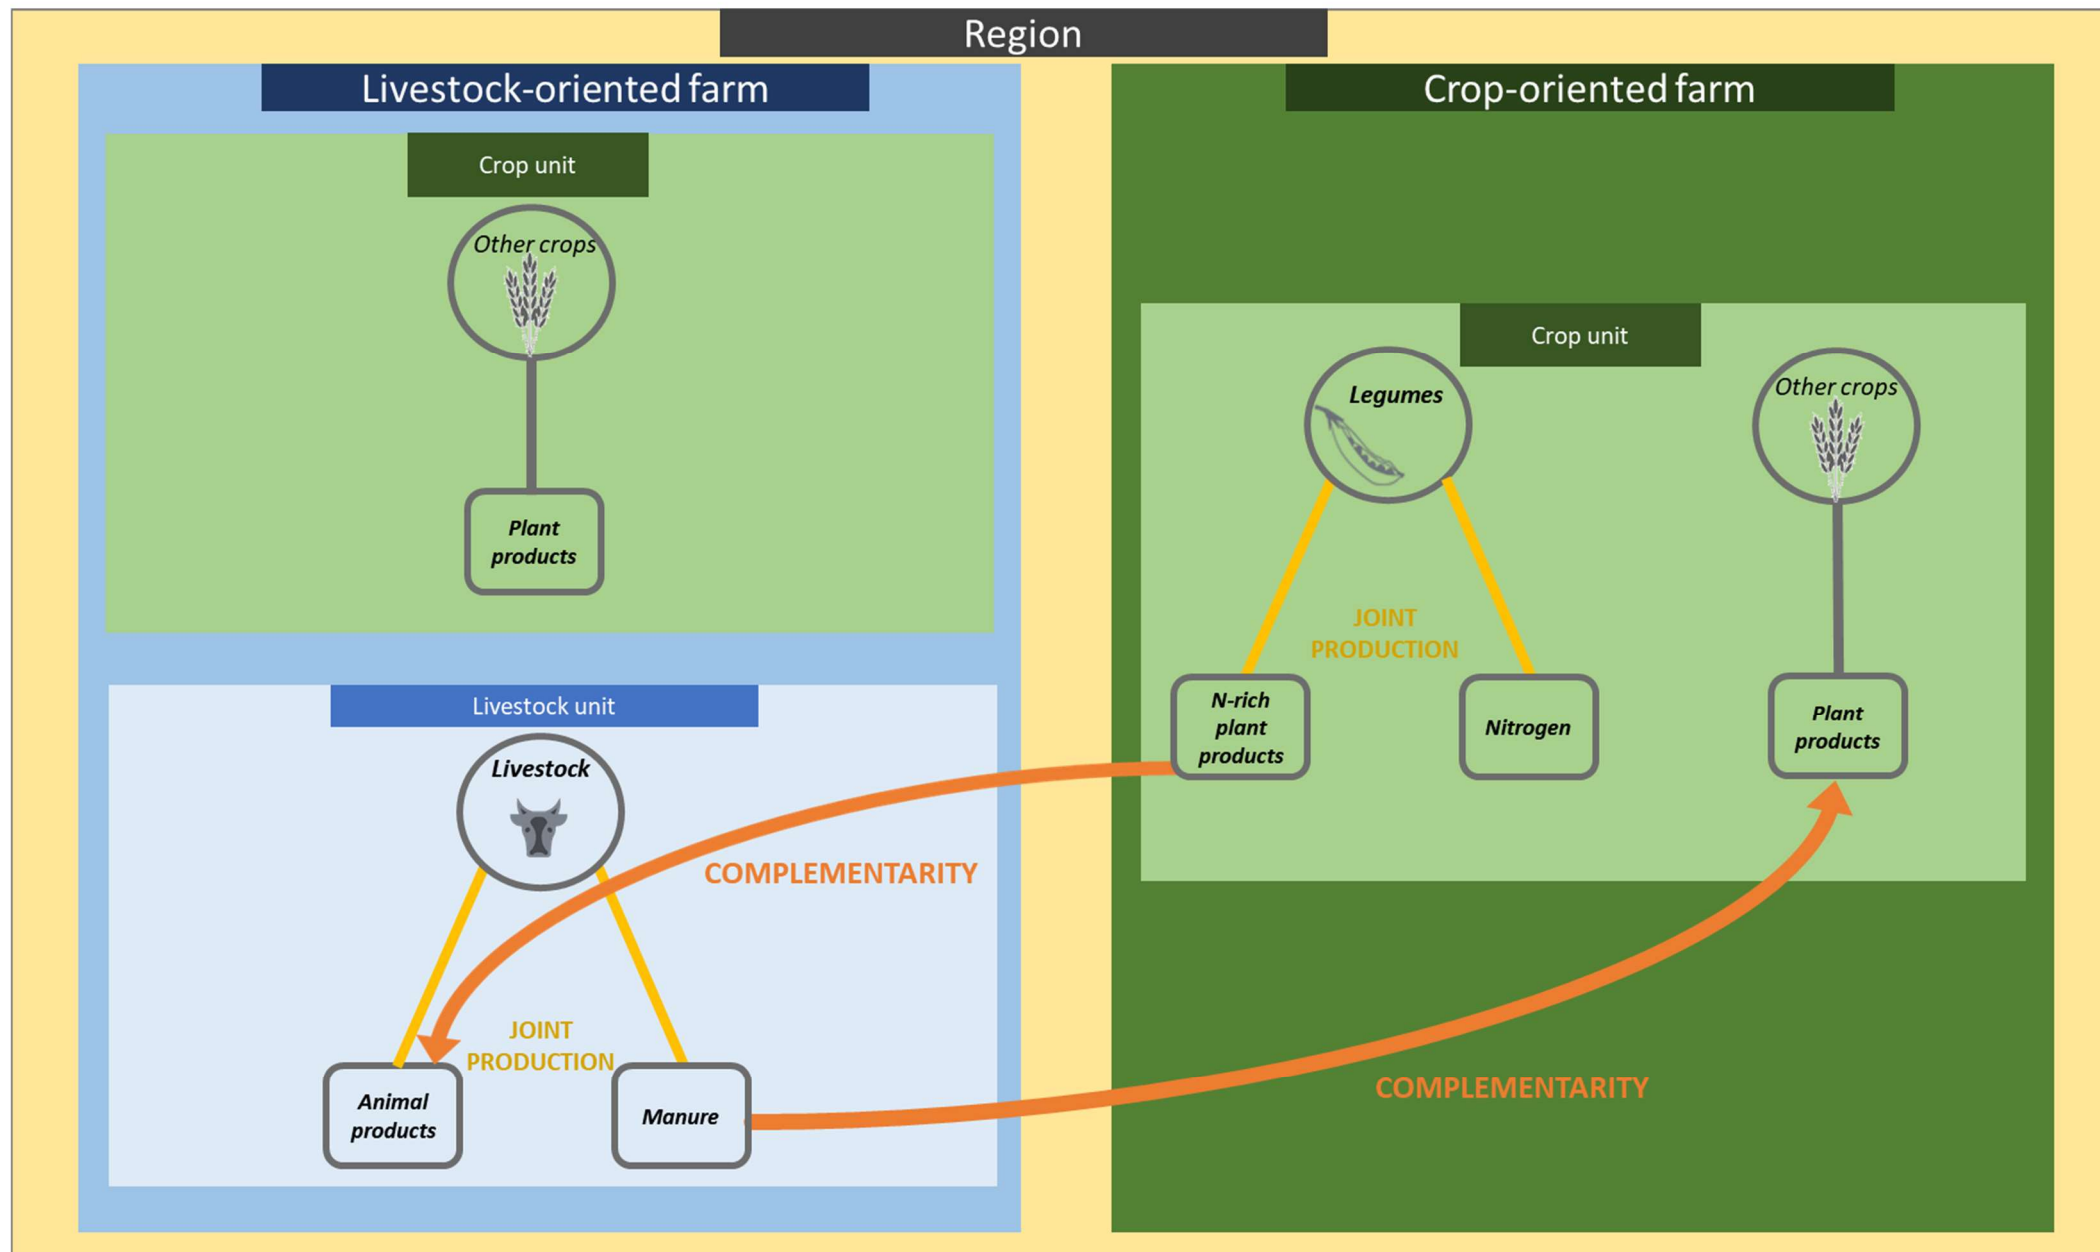 Region
Livestock-oriented farm
Crop unit
Other crops
Plant
products
Livestock unit
Livestock
COMPLEMENTARITY
JOINT
PRODUCTION
Animal
products
Manure
Crop-oriented farm
Crop unit
Legumes
Other crops
JOINT
PRODUCTION
N-rich
plant
products
Nitrogen
Plant
products
COMPLEMENTARITY